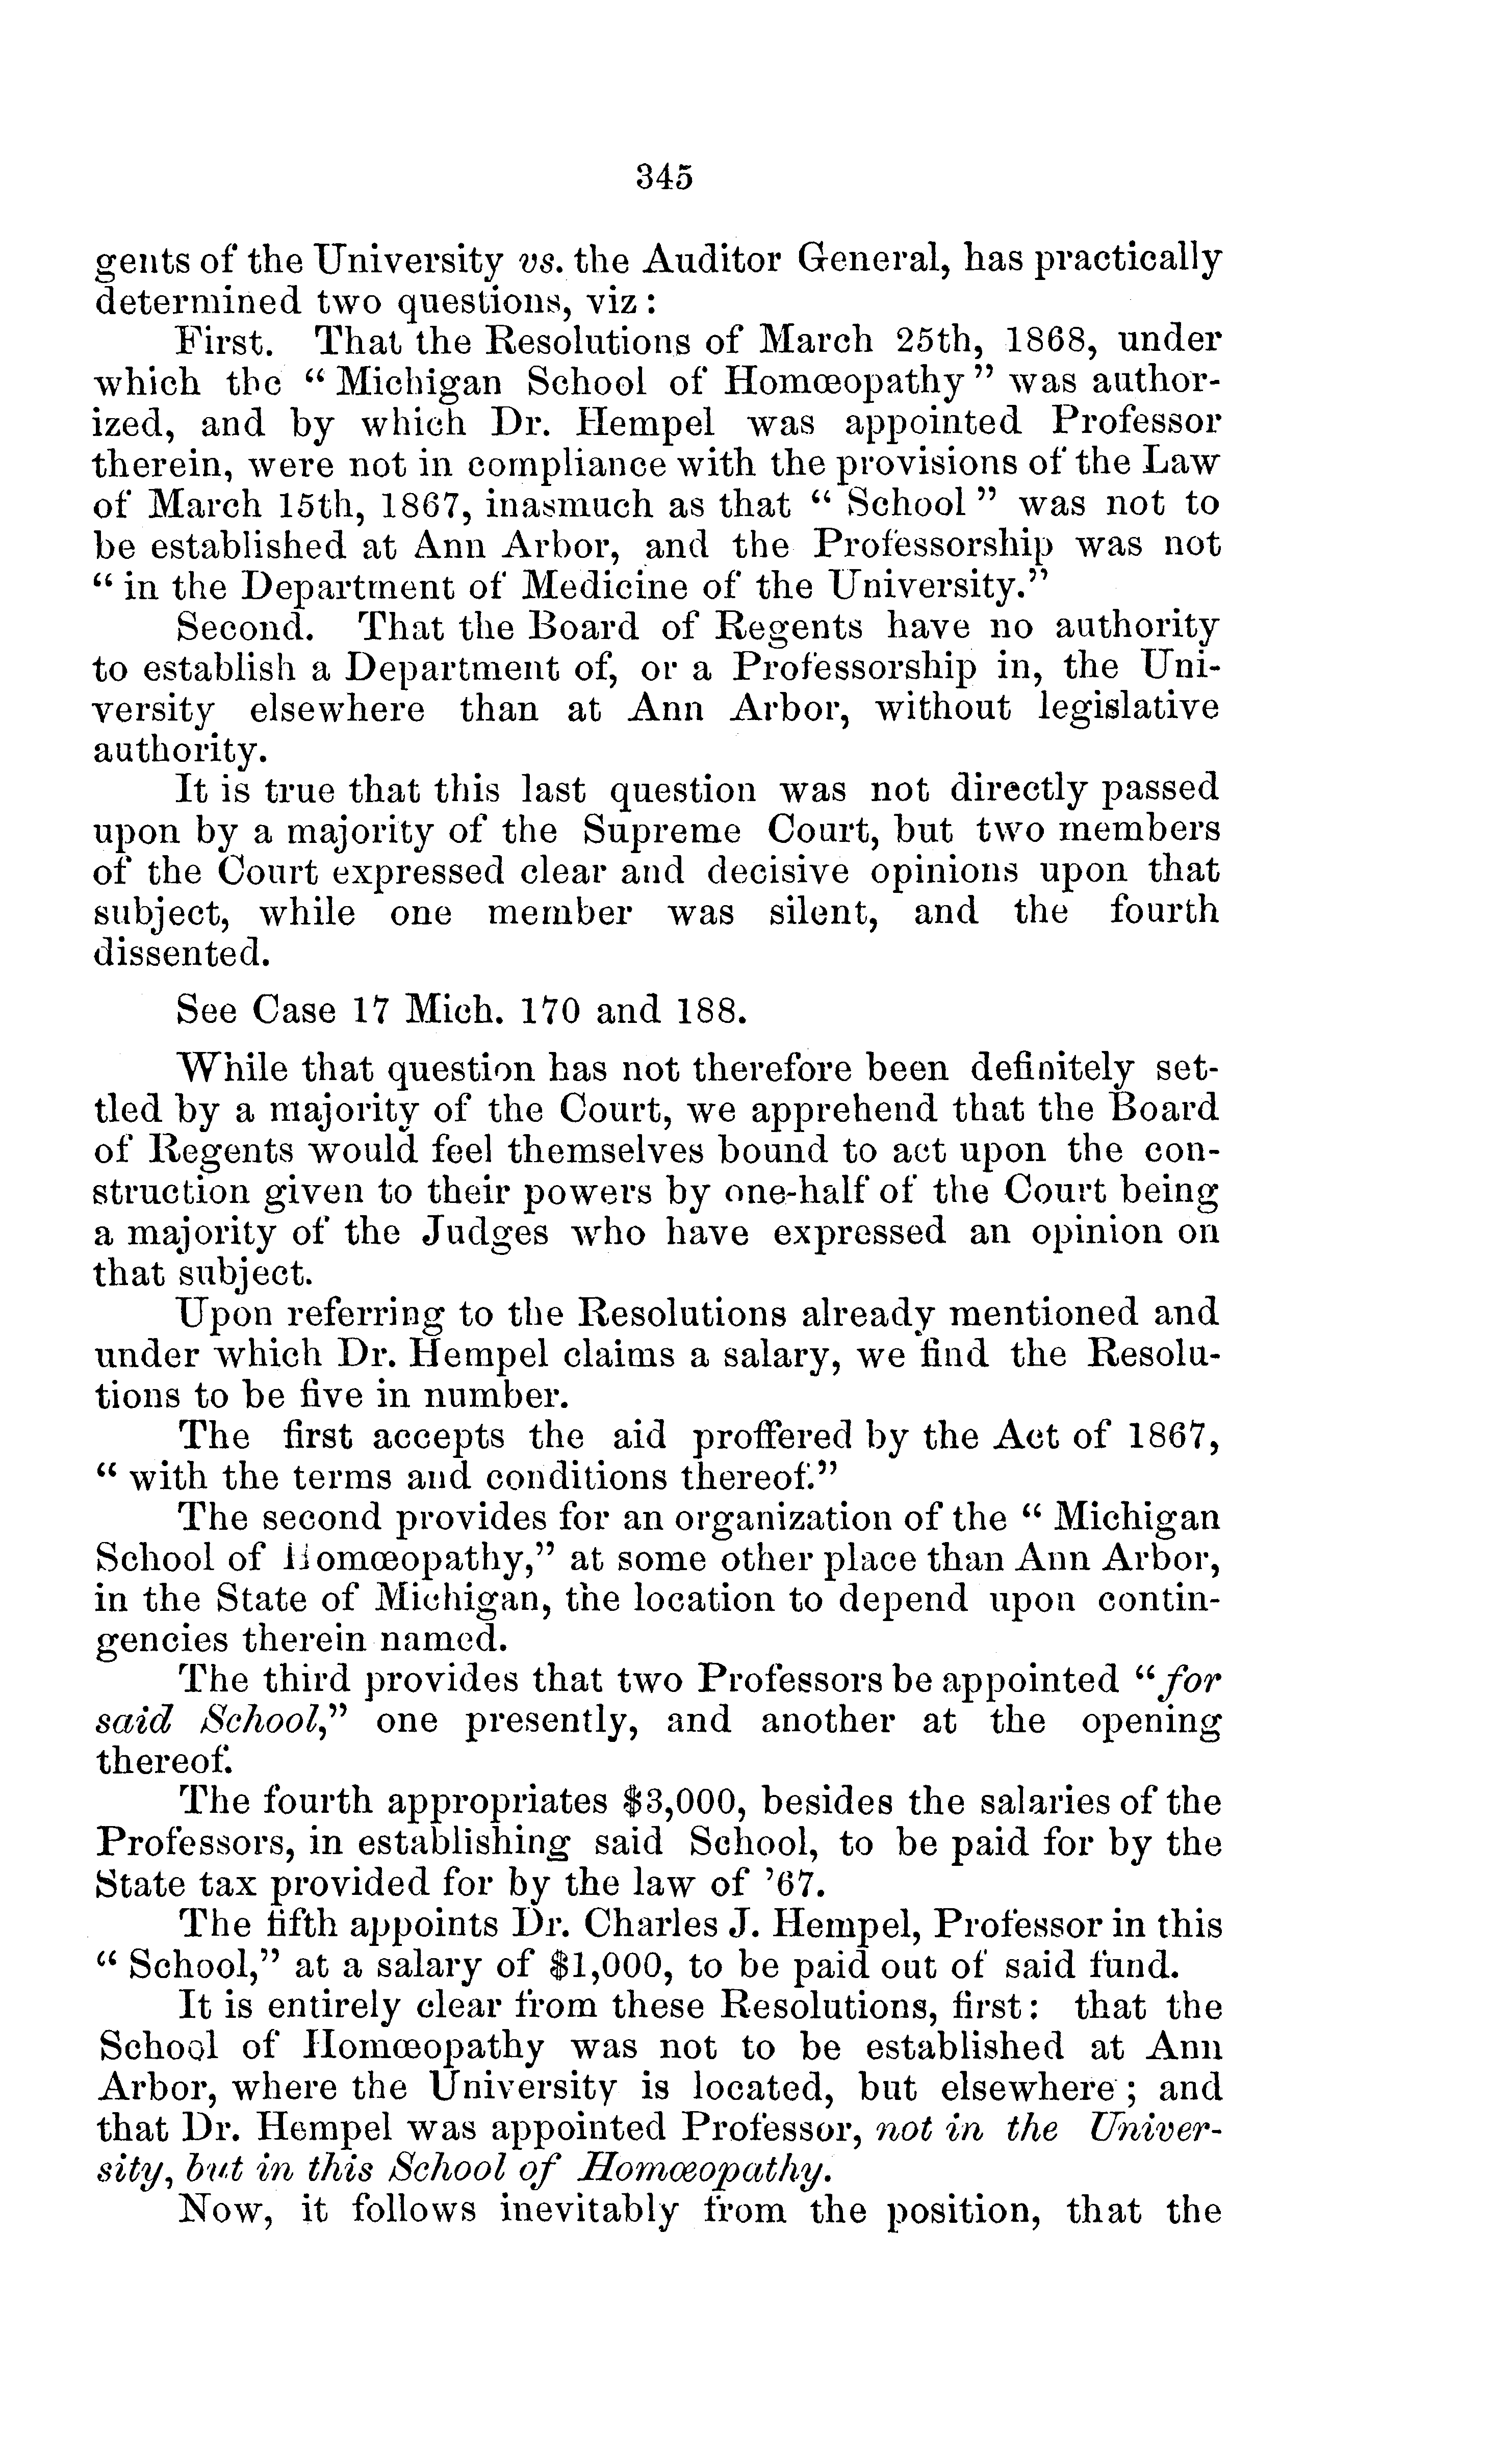 345
gents of the University vs. the Auditor General, has practically
determined two questions, viz:
First. That the Resolutions of March 25th, 1868, under
which the “Michigan School of Homœopathy” was author-
ized, and by which Dr. Hempel was appointed Professor
therein, were not in compliance with the provisions of the Law
of March 15th, 1867, inasmuch as that “School” was not to
be established at Ann Arbor, and the Professorship was not
“in the Department of Medicine of the University.”
Second. That the Board of Regents have no authority
to establish a Department of, or a Professorship in, the Uni-
versity elsewhere than at Ann Arbor, without legislative
authority.
It is true that this last question was not directly passed
upon by a majority of the Supreme Court, but two members
of the Court expressed clear and decisive opinions upon that
subject, while one member was silent, and the fourth
dissented.
See Case 17 Mich. 170 and 188.
While that question has not therefore been definitely set-
tled by a majority of the Court, we apprehend that the Board
of Regents would feel themselves bound to act upon the con-
struction given to their powers by one-half of the Court being
a majority of the Judges who have expressed an opinion on
that subject.
Upon referring to the Resolutions already mentioned and
under which Dr. Hempel claims a salary, we find the Resolu-
tions to be five in number.
The first accepts the aid proffered by the Act of 1867,
“with the terms and conditions thereof.”
The second provides for an organization of the “Michigan
School of Homœopathy,” at some other place than Ann Arbor,
in the State of Michigan, the location to depend upon contin-
gencies therein named.
The third provides that two Professors be appointed “for
said School,” one presently, and another at the opening
thereof.
The fourth appropriates $3,000, besides the salaries of the
Professors, in establishing said School, to be paid for by the
State tax provided for by the law of ’67.
The fifth appoints Dr. Charles J. Hempel, Professor in this
“School,” at a salary of $1,000, to be paid out of said fund.
It is entirely clear from these Resolutions, first: that the
School of Homœopathy was not to be established at Ann
Arbor, where the University is located, but elsewhere; and
that Dr. Hempel was appointed Professor, not in the Univer-
sity, but in this School of Homœopathy.
Now, it follows inevitably from the position, that the